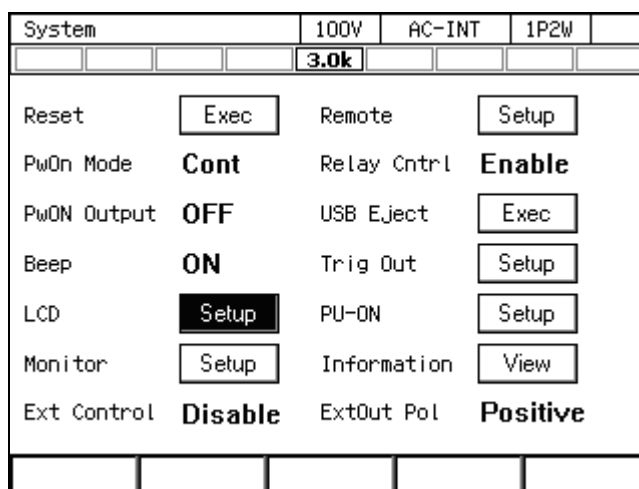 System 100V AC-INT 1P2W
3.0k
Reset Exec Remote Setup
PwOn Mode Cont Relay Cntrl Enable
PwON Output OFF USB Eject Exec
Beep ON Trig Out Setup
LCD Setup PU-ON Setup
Monitor Setup Information View
Ext Control Disable ExtOut Pol Positive